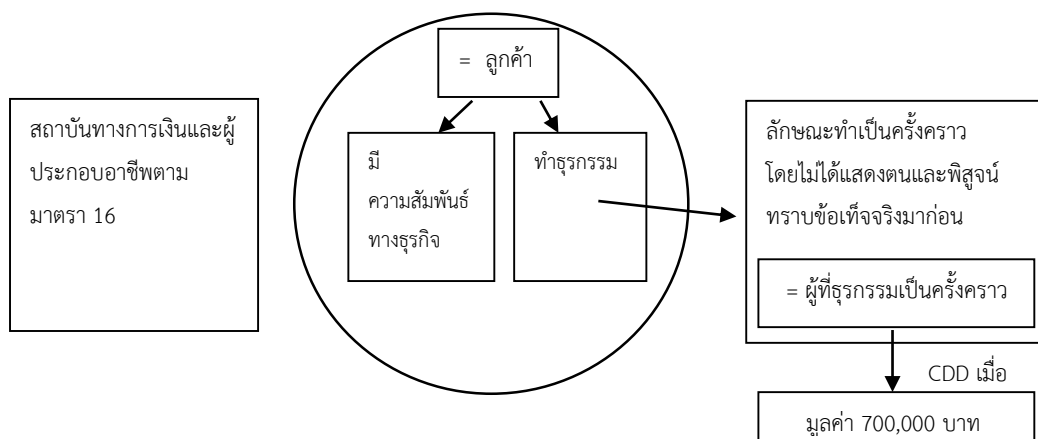 = ลูกค้า
สถาบันทางการเงินและผู้
ประกอบอาชีพตาม
มาตรา 16
มี
ความสัมพันธ์
ทางธุรกิจ
ทำธุรกรรม
ลักษณะทำเป็นครั้งคราว
โดยไม่ได้แสดงตนและพิสูจน์
ทราบข้อเท็จจริงมาก่อน
= ผู้ที่ธุรกรรมเป็นครั้งคราว
CDD เมื่อ
มูลค่า 700,000 บาท